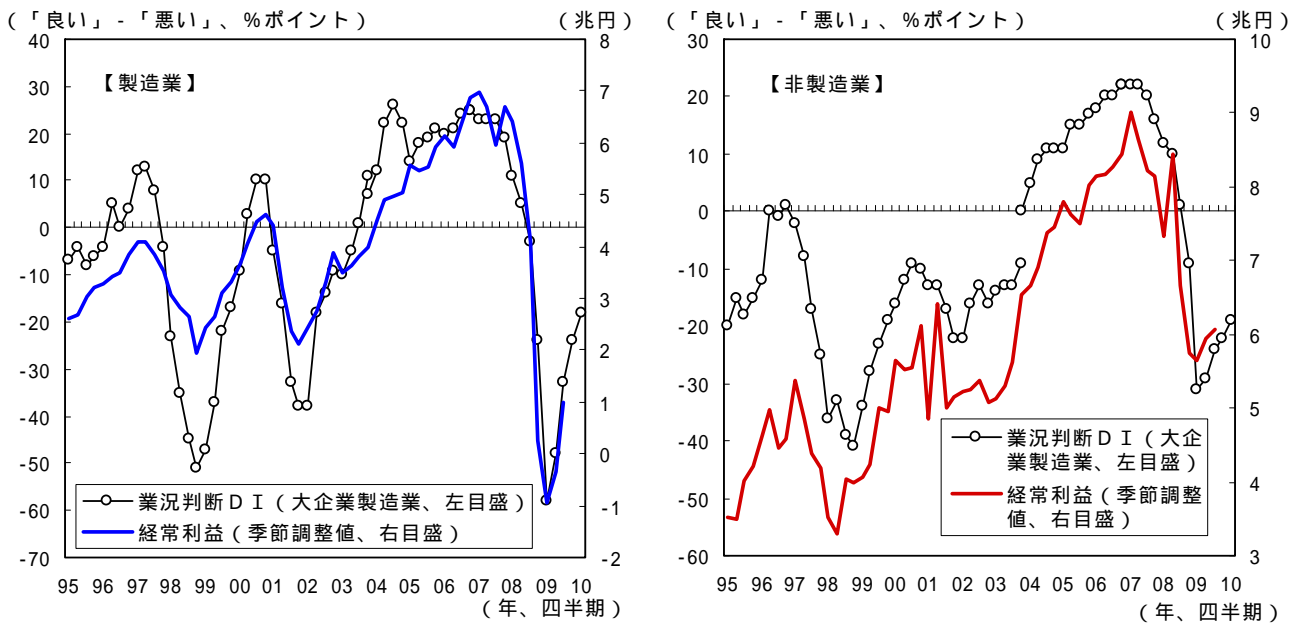 (「良い」-「悪い」、%ポイント)
(兆円)
【製造業】
40
30
20
10
0
-10
-20
-30
-40
-50
-60
-70
8
7
6
5
4
3
2
1
0
-1
-2
業況判断DI(大企業製造業、左目盛)
経常利益(季節調整値、右目盛)
95 96 97 98 99 00 01 02 03 04 05 06 07 08 09 10
(年、四半期)
(「良い」-「悪い」、%ポイント)
(兆円)
【非製造業】
30
20
10
0
-10
-20
-30
-40
-50
-60
10
9
8
7
6
5
4
3
業況判断DI(大企
業製造業、左目盛)
経常利益(季節調整
値、右目盛)
95 96 97 98 99 00 01 02 03 04 05 06 07 08 09 10
(年、四半期)